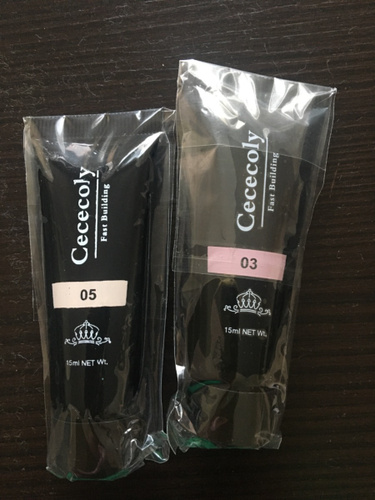 Cececoly
Fast Building
05
15ml NET Wt.
Cececoly
Fast Building
03
15ml NET Wt.